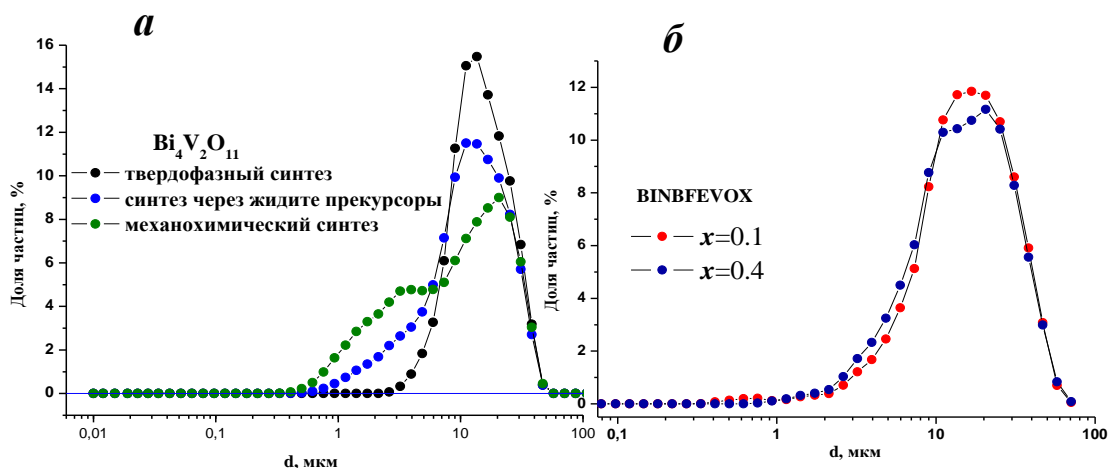 а
16
14
12
10
8
6
4
2
0
Доля частиц, %
Bi4V2O11
твердофазный синтез
синтез через жидите прекурсоры
механохимический синтез
0,01 0,1 1 10 100
d, мкм
б
12
10
8
6
4
2
0
Доля частиц, %
BINBFEVOX
x=0.1
x=0.4
0,1 1 10 100
d, мкм